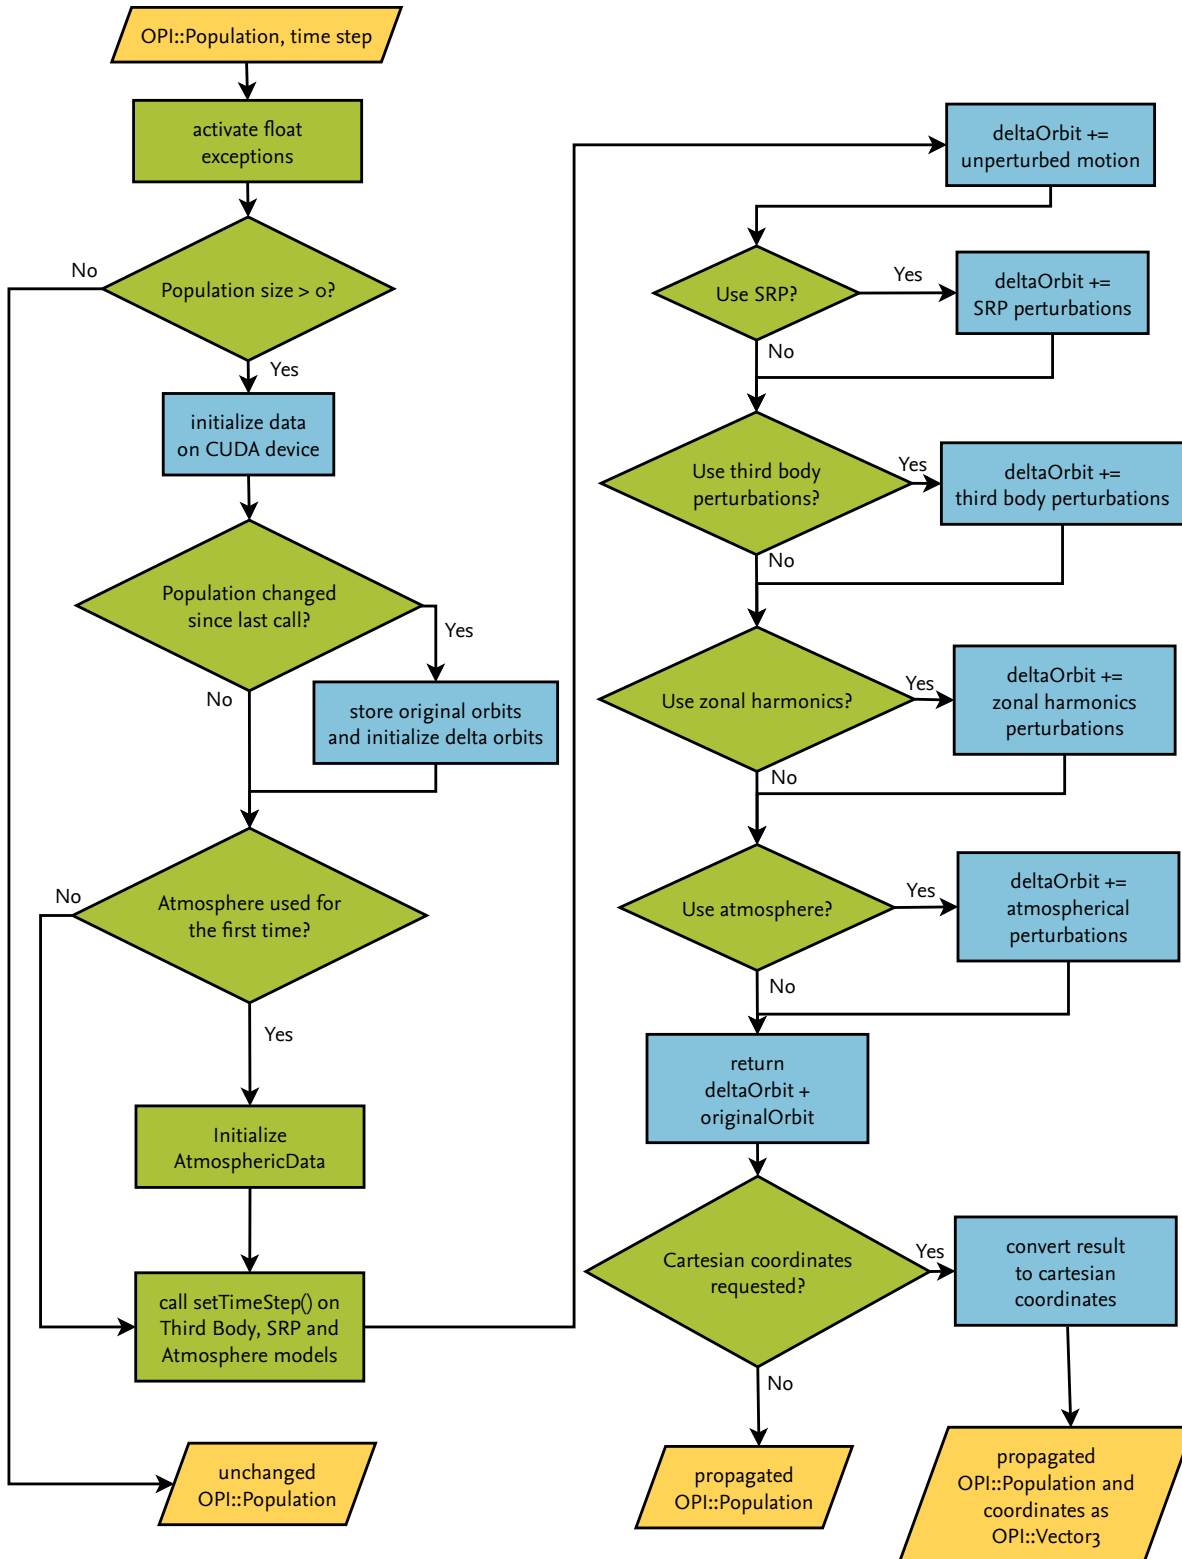 OPI::Population, time step
activate float
exceptions
No
Population size > 0?
Yes
initialize data
on CUDA device
Population changed
since last call?
Yes
No
store original orbits
and initialize delta orbits
No
Atmosphere used for
the first time?
Yes
Initialize
AtmosphericData
call setTimeStep() on
Third Body, SRP and
Atmosphere models
unchanged
OPI::Population
deltaOrbit +=
unperturbed motion
Use SRP?
Yes
deltaOrbit +=
SRP perturbations
No
Use third body
perturbations?
Yes
deltaOrbit +=
third body perturbations
No
Use zonal harmonics?
Yes
deltaOrbit +=
zonal harmonics
perturbations
No
Use atmosphere?
Yes
deltaOrbit +=
atmospherical
perturbations
No
return
deltaOrbit +
originalOrbit
Cartesian coordinates
requested?
Yes
convert result
to cartesian
coordinates
No
propagated
OPI::Population
propagated
OPI::Population and
coordinates as
OPI::Vector3